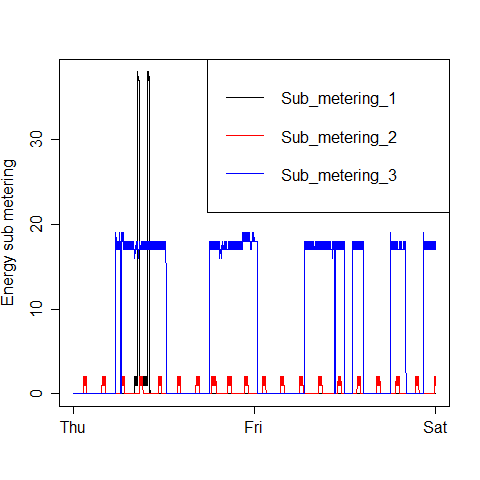 Sub_metering_1
Sub_metering_2
Sub_metering_3
Energy sub metering
30
20
10
0
Thu Fri Sat